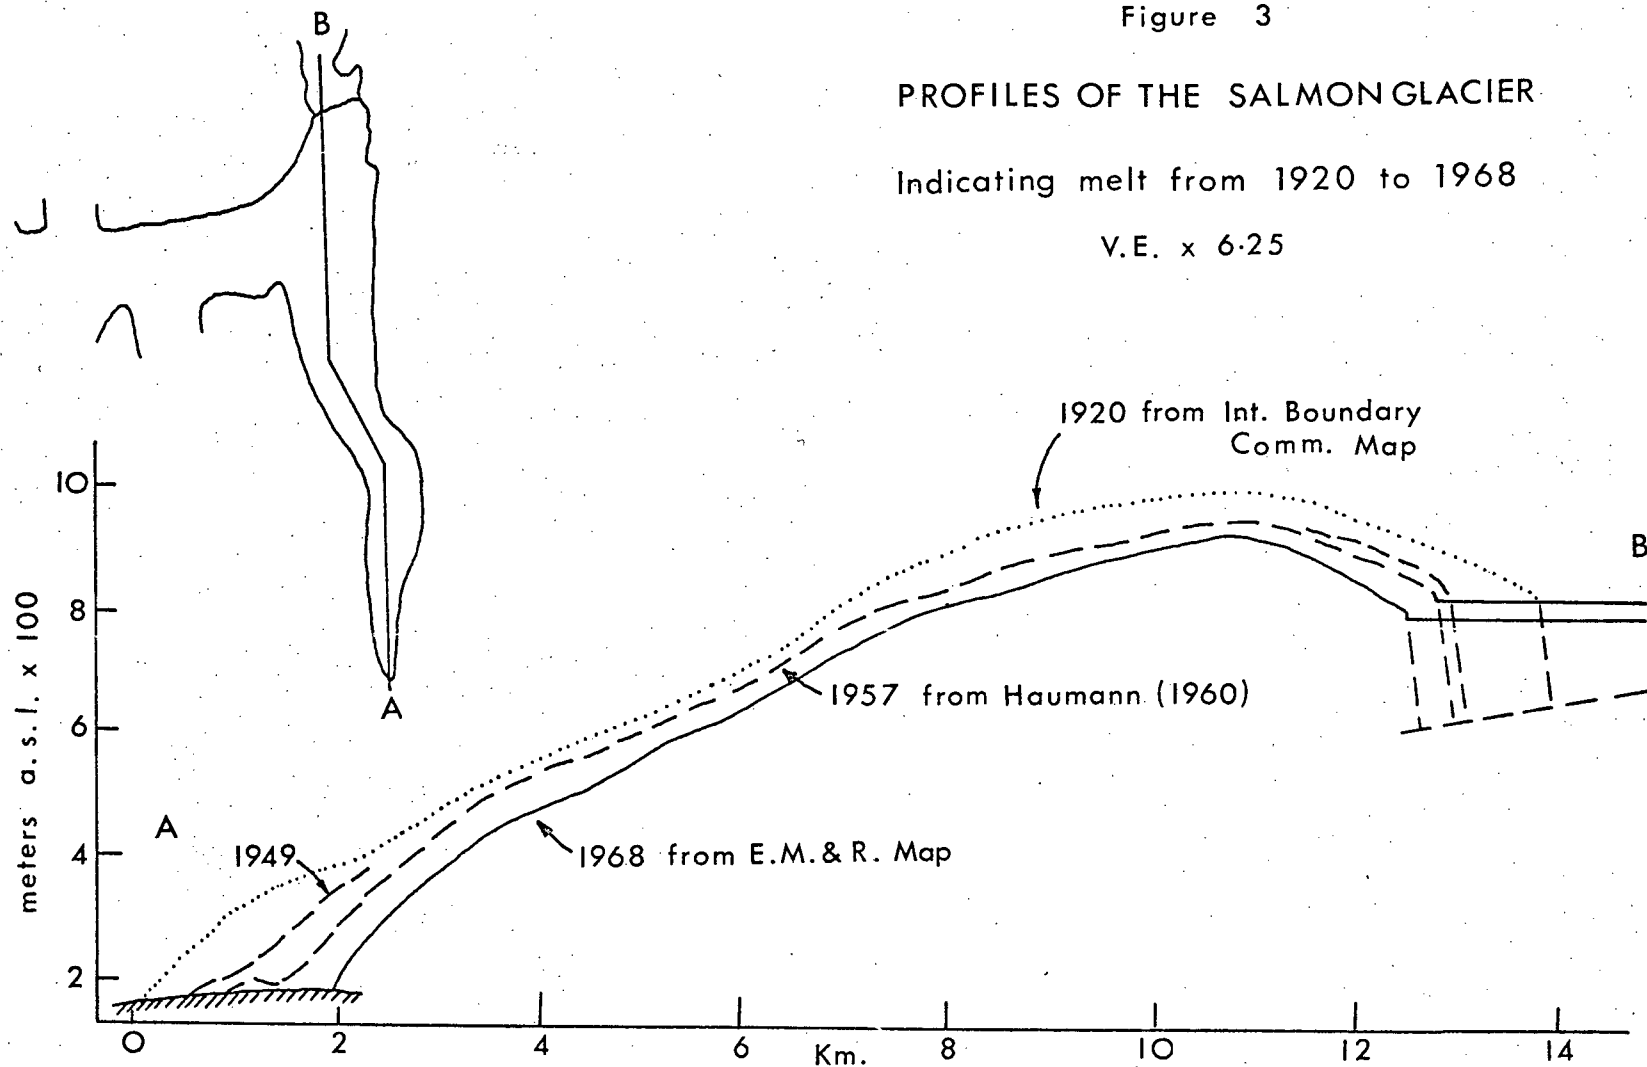 Figure 3
PROFILES OF THE SALMON GLACIER
Indicating melt from 1920 to 1968
V.E. x 6·25
B
A
1920 from Int. Boundary
Comm. Map
B
1957 from Haumann (1960)
A
1949
1968 from E.M. & R. Map
meters a.s.l. x 100
10
8
6
4
2
0 2 4 6 8 10 12 14
Km.